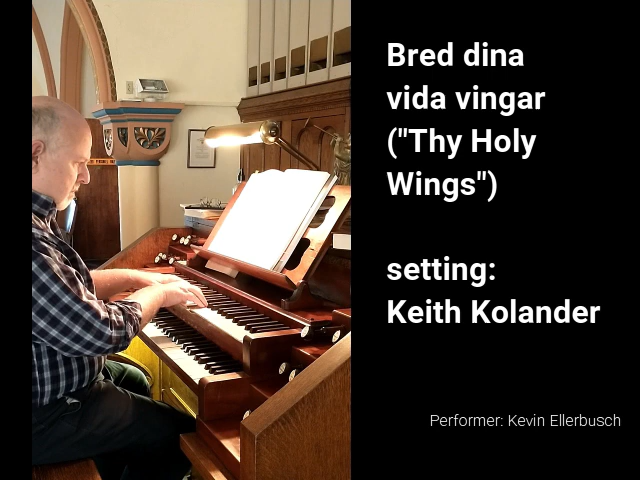 Bred dina
vida vingar
("Thy Holy
Wings")
setting:
Keith Kolander
Performer: Kevin Ellerbusch